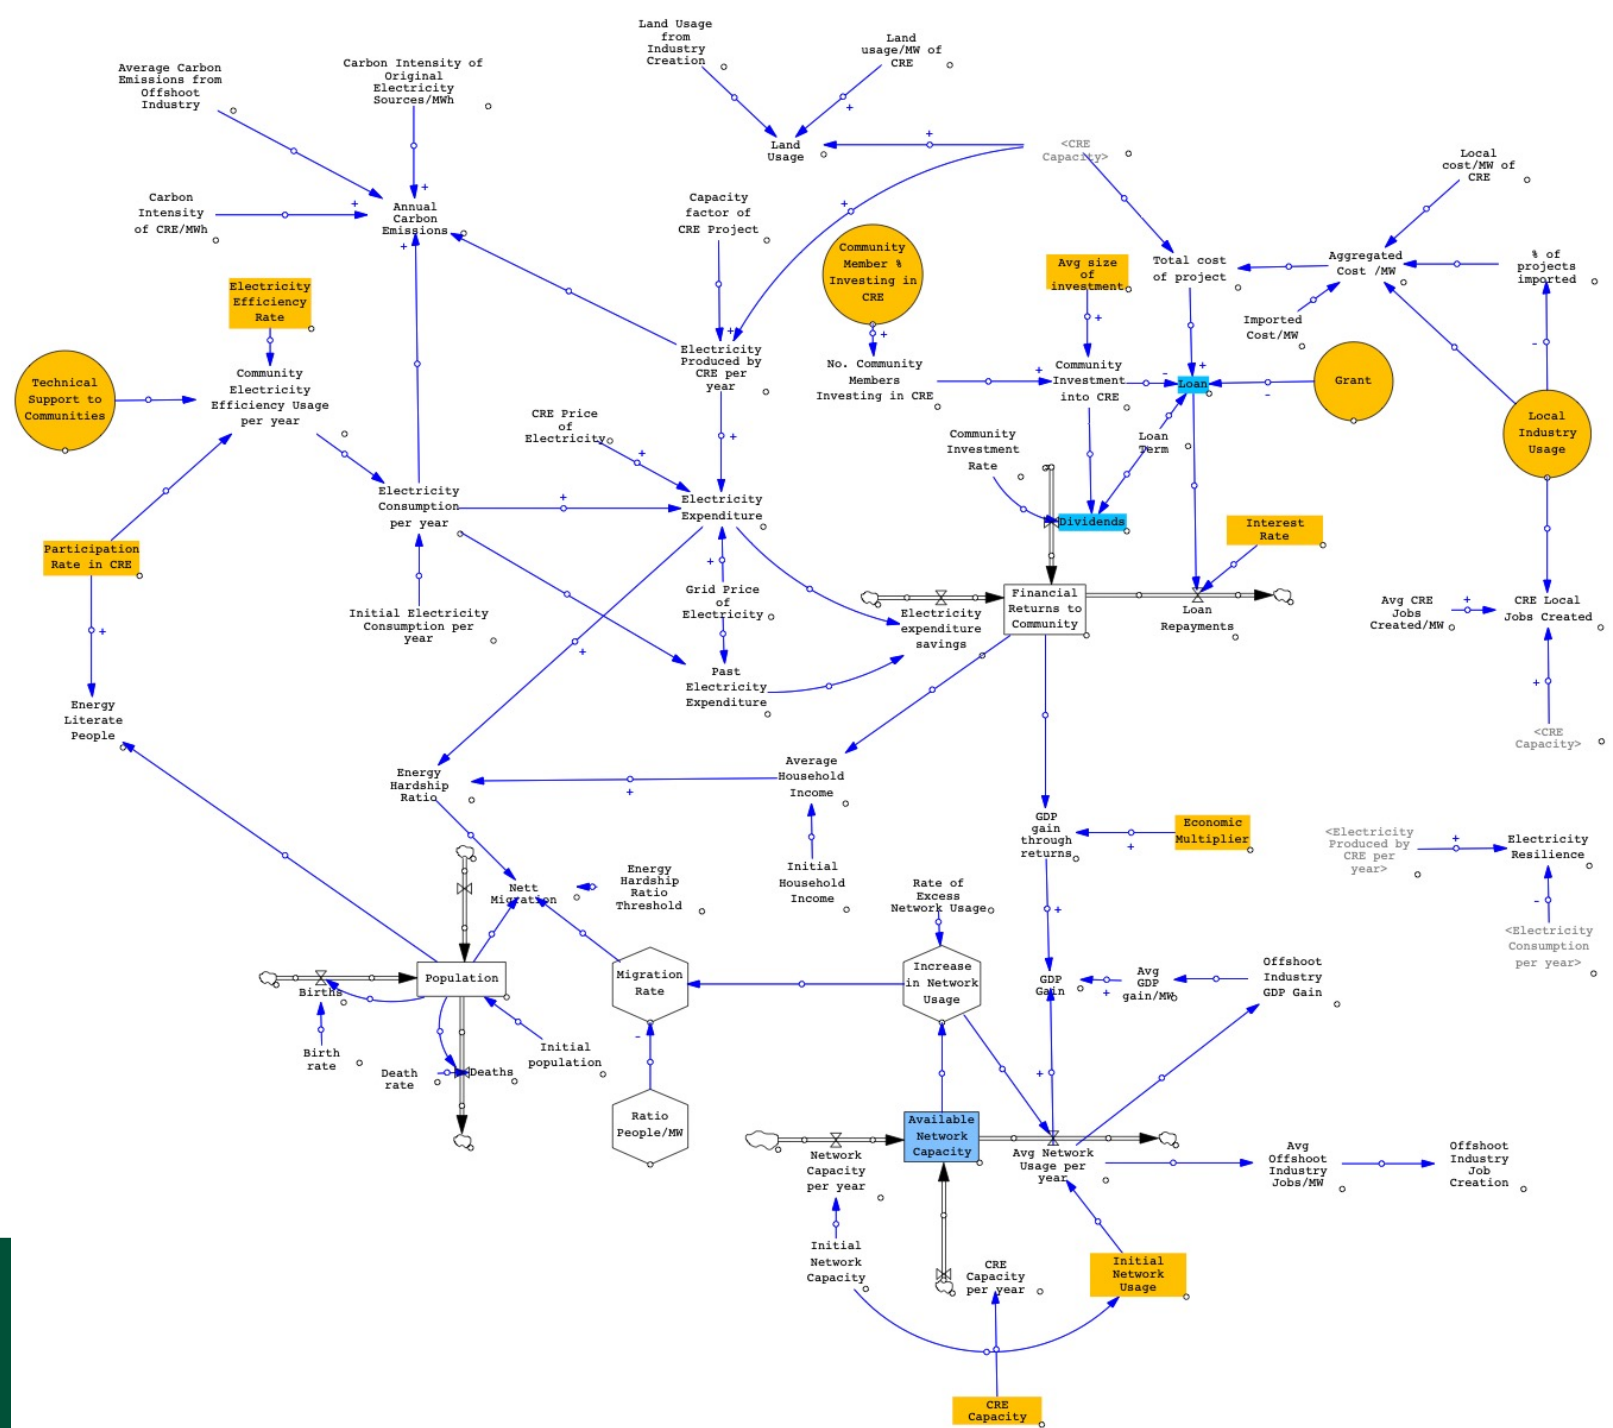 Land Usage
from
Industry
Creation
Land
usage/MW of
CRE
Average Carbon
Emissions from
Offshoot
Industry
Carbon Intensity of
Original
Electricity
Sources/MWh
Land
Usage
<CRE
Capacity>
Local
cost/MW of
CRE
Carbon
Intensity
of CRE/MWh
Annual
Carbon
Emissions
Capacity
factor of
CRE Project
Community
Member %
Investing in
CRE
Avg size
of
investment
Total cost
of project
Aggregated
Cost /MW
% of
projects
imported
Electricity
Efficiency
Rate
Imported
Cost/MW
Technical
Support to
Communities
Community
Electricity
Efficiency Usage
per year
Electricity
Produced by
CRE per
year
No. Community
Members
Investing in CRE
Community
Investment
into CRE
Loan
Grant
Local
Industry
Usage
CRE Price
of
Electricity
Community
Investment
Rate
Loan
Term
Electricity
Consumption
per year
Electricity
Expenditure
Dividends
Interest
Rate
Participation
Rate in CRE
Initial Electricity
Consumption per
year
Grid Price
of
Electricity
Electricity
expenditure
savings
Financial
Returns to
Community
Loan
Repayments
Avg CRE
Jobs
Created/MW
CRE Local
Jobs Created
Past
Electricity
Expenditure
Energy
Literate
People
<CRE
Capacity>
Energy
Hardship
Ratio
Average
Household
Income
GDP
gain
through
returns
Economic
Multiplier
<Electricity
Produced by
CRE per
year>
Electricity
Resilience
Nett
Migration
Energy
Hardship
Ratio
Threshold
Initial
Household
Income
Rate of
Excess
Network Usage
<Electricity
Consumption
per year>
Population
Births
Migration
Rate
Increase
in Network
Usage
GDP
Gain
Avg
GDP
gain/MW
Offshoot
Industry
GDP Gain
Birth
rate
Death
rate
Deaths
Initial
population
Ratio
People/MW
Available
Network
Capacity
Network
Capacity
per year
Avg Network
Usage per
year
Avg
Offshoot
Industry
Jobs/MW
Offshoot
Industry
Job
Creation
Initial
Network
Capacity
CRE
Capacity
per year
Initial
Network
Usage
CRE
Capacity